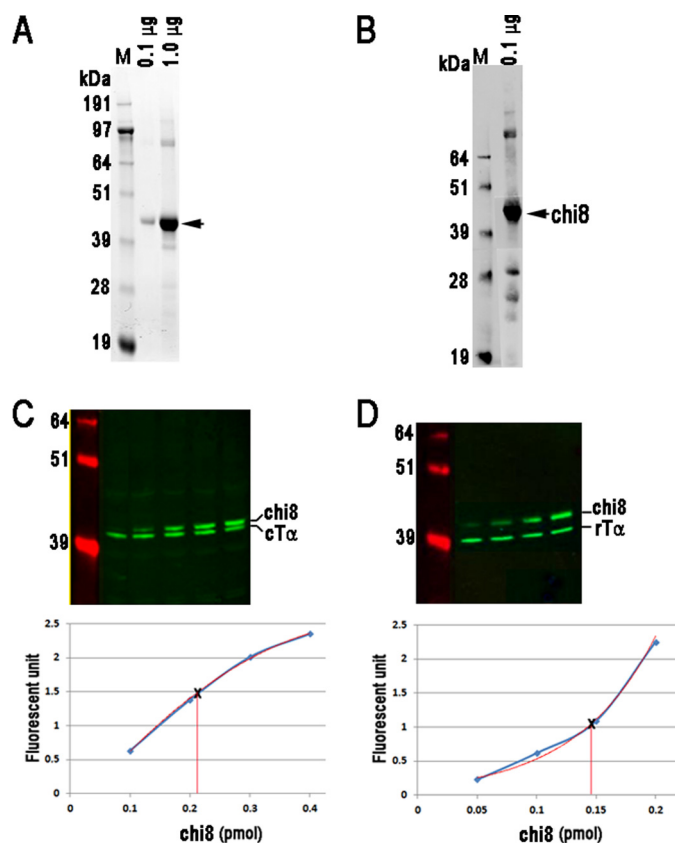 A
M
0.1 µg
1.0 µg
kDa
191
97
64
51
39
28
19
B
M
0.1 µg
kDa
64
51
39
28
19
chi8
C
64
51
39
chi8
cTα
D
64
51
39
chi8
rTα
Fluorescent unit
2.5
2
1.5
1
0.5
0
X
0 0.1 0.2 0.3 0.4
chi8 (pmol)
Fluorescent unit
2.5
2
1.5
1
0.5
0
X
0 0.05 0.1 0.15 0.2
chi8 (pmol)